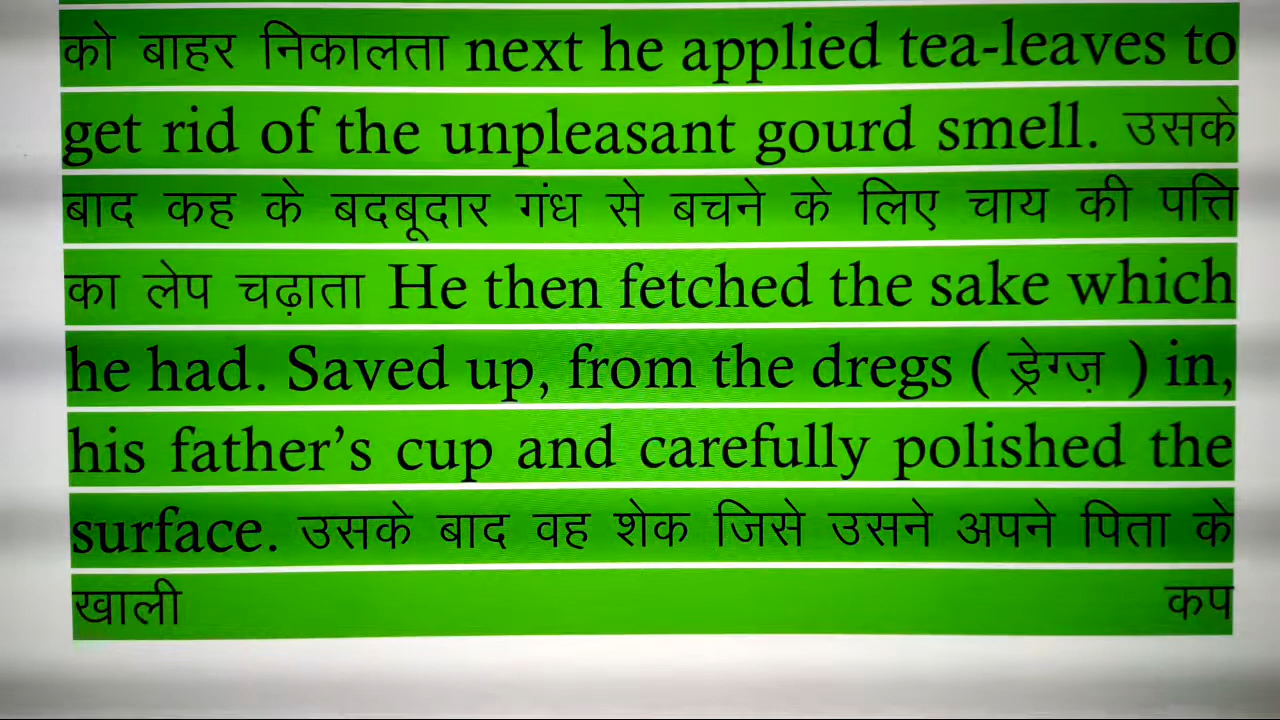 को बाहर निकालता next he applied tea-leaves to
get rid of the unpleasant gourd smell. उसके
बाद कह के बदबूदार गंध से बचने के लिए चाय की पत्ति
का लेप चढ़ाता He then fetched the sake which
he had. Saved up, from the dregs ( ड्रेग्ज़ ) in,
his father’s cup and carefully polished the
surface. उसके बाद वह शेक जिसे उसने अपने पिता के
खाली कप